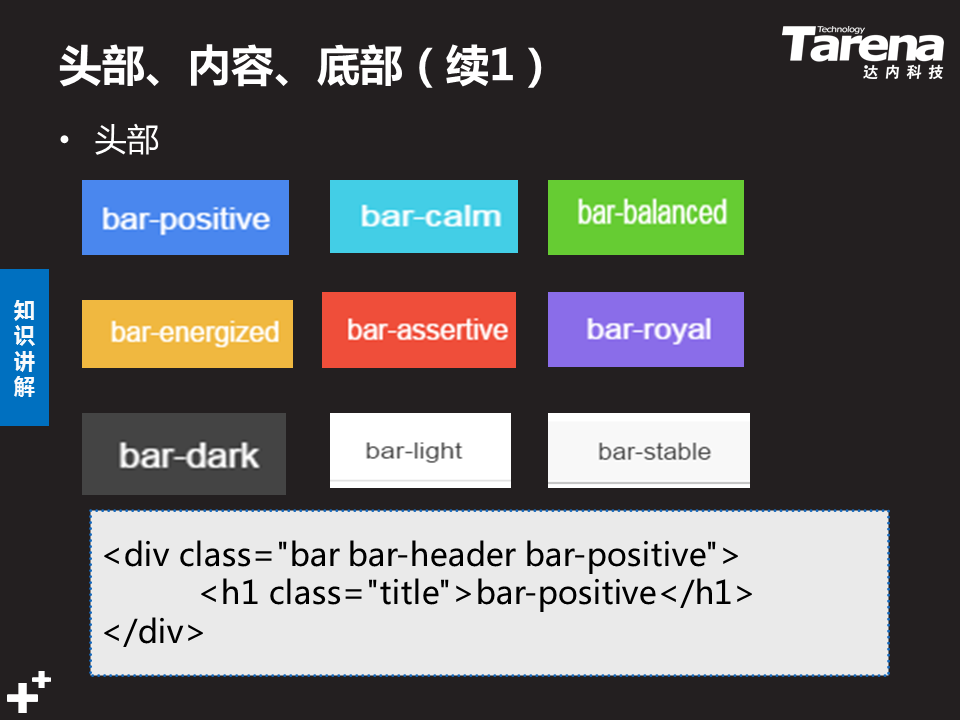 头部、内容、底部（续1）
Technology
Tarena
达内科技
• 头部
bar-positive
bar-calm
bar-balanced
知识讲解
bar-energized
bar-assertive
bar-royal
bar-dark
bar-light
bar-stable
<div class="bar bar-header bar-positive">
<h1 class="title">bar-positive</h1>
</div>